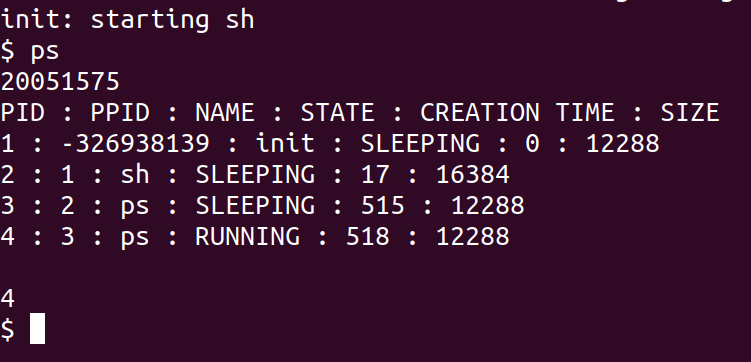 init: starting sh
$ ps
20051575
PID : PPID : NAME : STATE : CREATION TIME : SIZE
1 : -326938139 : init : SLEEPING : 0 : 12288
2 : 1 : sh : SLEEPING : 17 : 16384
3 : 2 : ps : SLEEPING : 515 : 12288
4 : 3 : ps : RUNNING : 518 : 12288
4
$